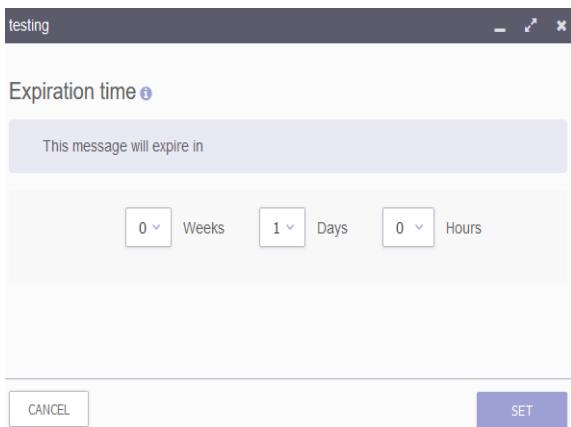 testing
Expiration time
This message will expire in
0 Weeks 1 Days 0 Hours
CANCEL SET